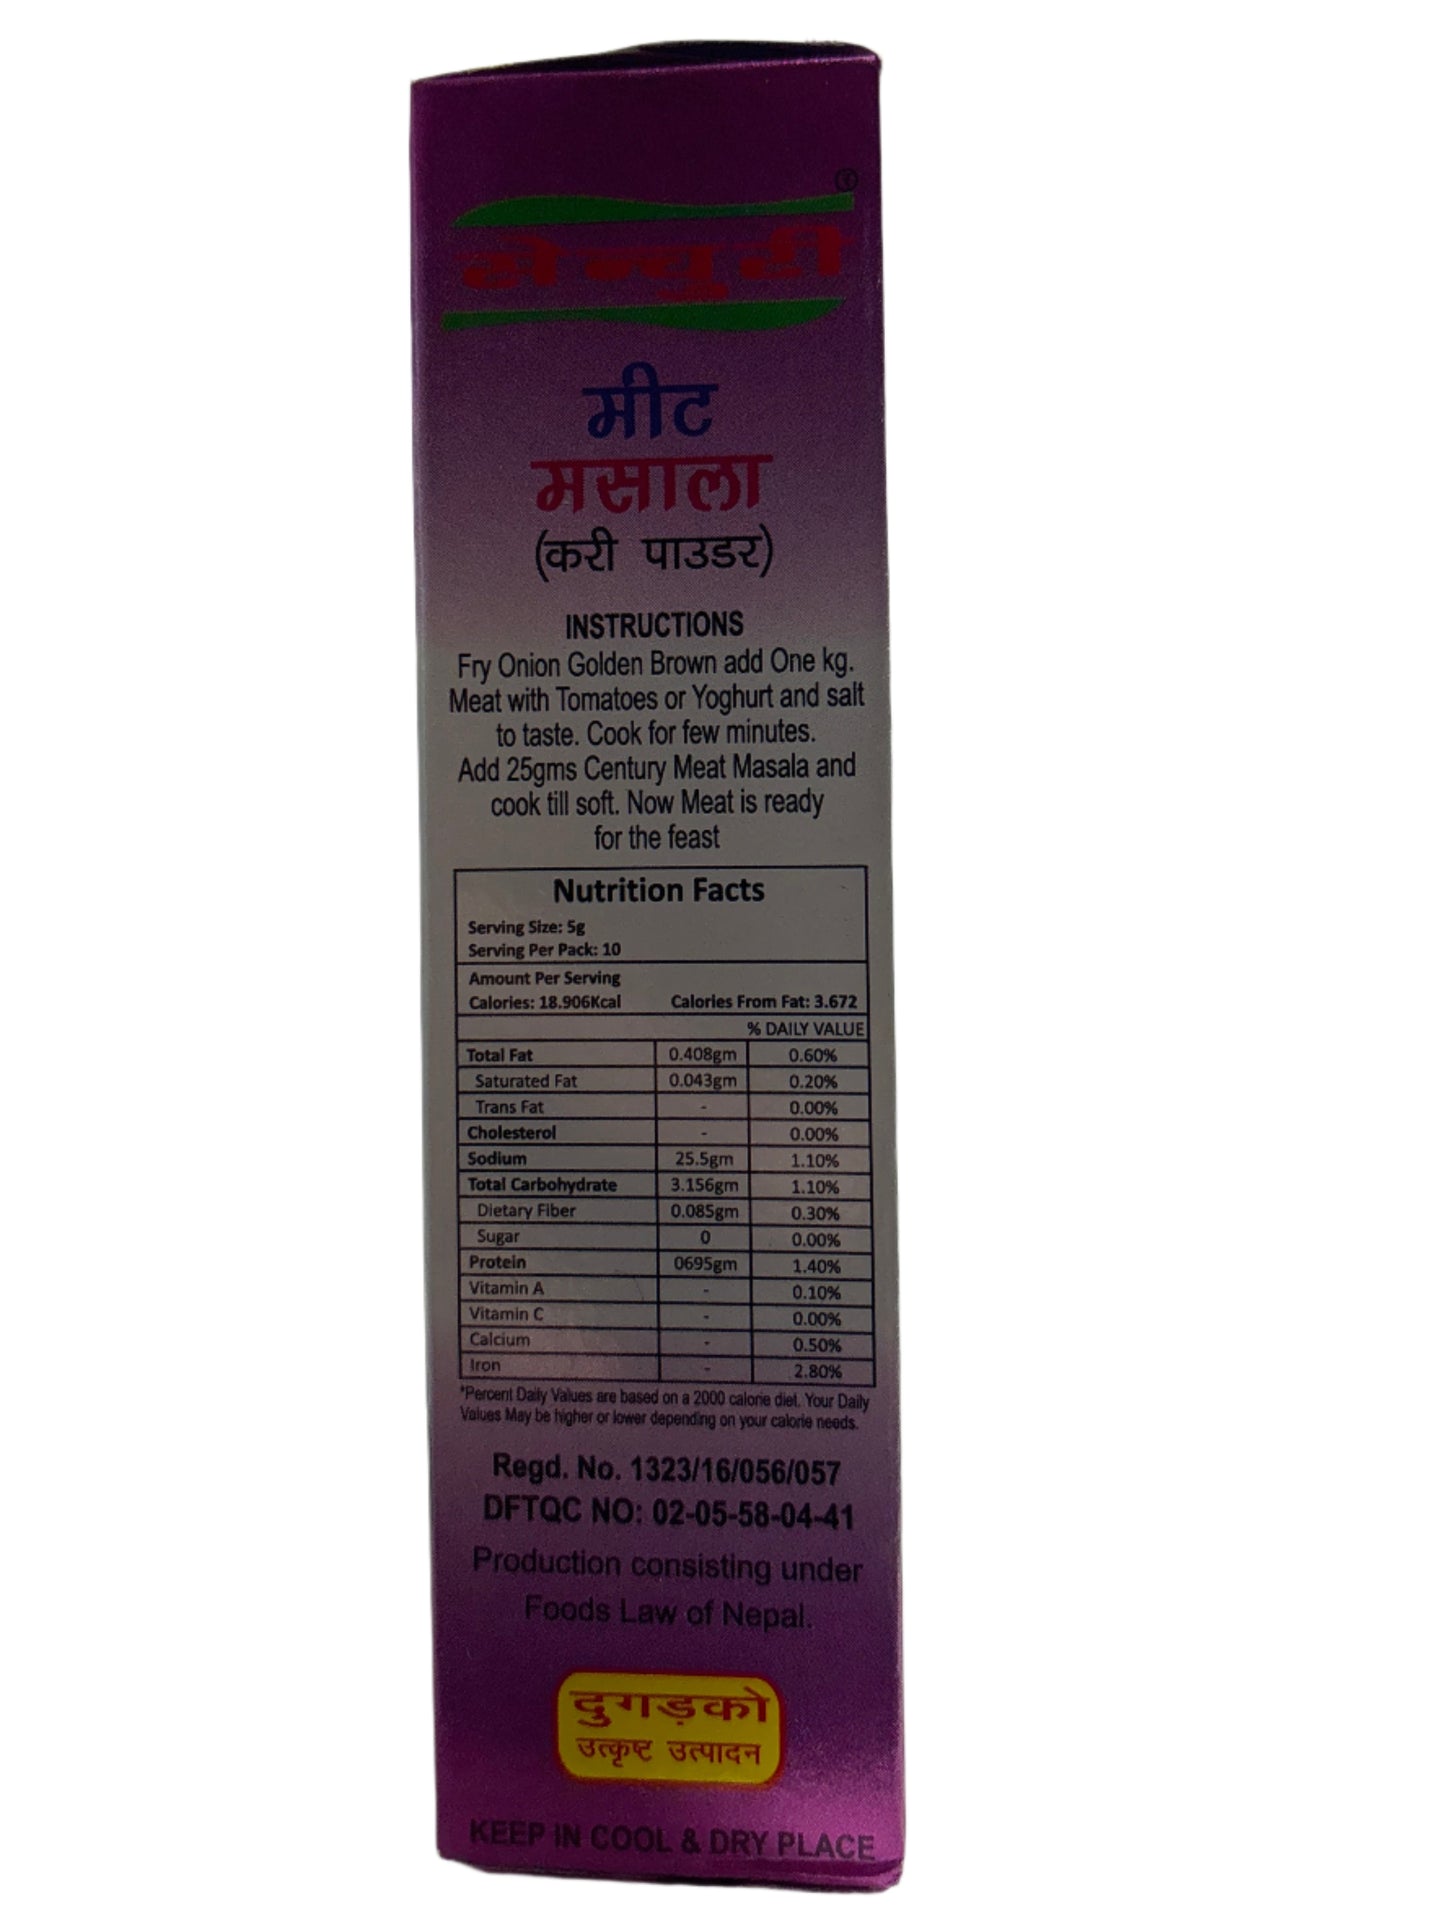 ®
सेन्चुरी
मीट
मसाला
(करी पाउडर)
INSTRUCTIONS
Fry Onion Golden Brown add One kg.
Meat with Tomatoes or Yoghurt and salt
to taste. Cook for few minutes.
Add 25gms Century Meat Masala and
cook till soft. Now Meat is ready
for the feast
Nutrition Facts
Serving Size: 5g
Serving Per Pack: 10
Amount Per Serving
Calories: 18.906Kcal Calories From Fat: 3.672
% DAILY VALUE
Total Fat 0.408gm 0.60%
Saturated Fat 0.043gm 0.20%
Trans Fat - 0.00%
Cholesterol - 0.00%
Sodium 25.5gm 1.10%
Total Carbohydrate 3.156gm 1.10%
Dietary Fiber 0.085gm 0.30%
Sugar 0 0.00%
Protein 0695gm 1.40%
Vitamin A - 0.10%
Vitamin C - 0.00%
Calcium - 0.50%
Iron - 2.80%
*Percent Daily Values are based on a 2000 calorie diet. Your Daily
Values May be higher or lower depending on your calorie needs.
Regd. No. 1323/16/056/057
DFTQC NO: 02-05-58-04-41
Production consisting under
Foods Law of Nepal.
दुगड़को
उत्कृष्ट उत्पादन
KEEP IN COOL & DRY PLACE